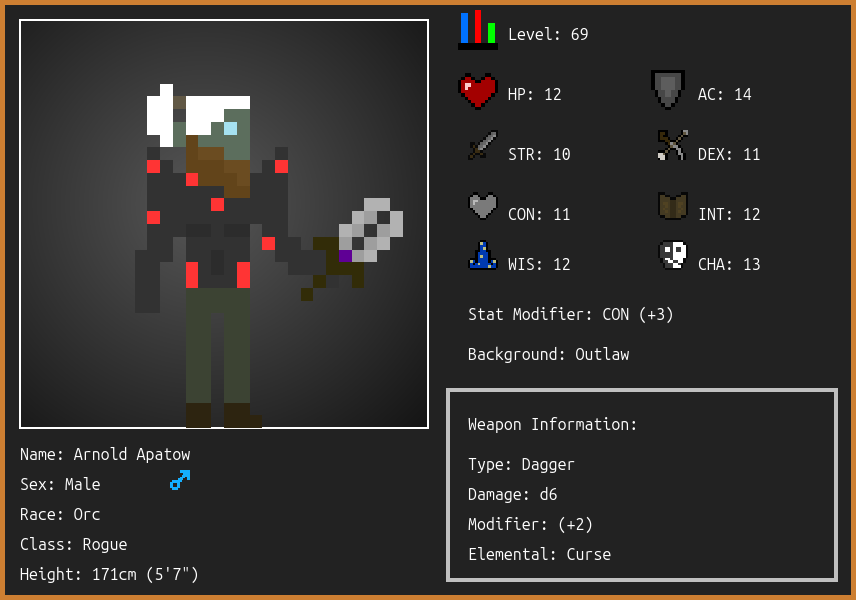 Level: 69
HP: 12
AC: 14
STR: 10
DEX: 11
CON: 11
INT: 12
WIS: 12
CHA: 13
Stat Modifier: CON (+3)
Background: Outlaw
Weapon Information:
Type: Dagger
Damage: d6
Modifier: (+2)
Elemental: Curse
Name: Arnold Apatow
Sex: Male
Race: Orc
Class: Rogue
Height: 171cm (5'7")